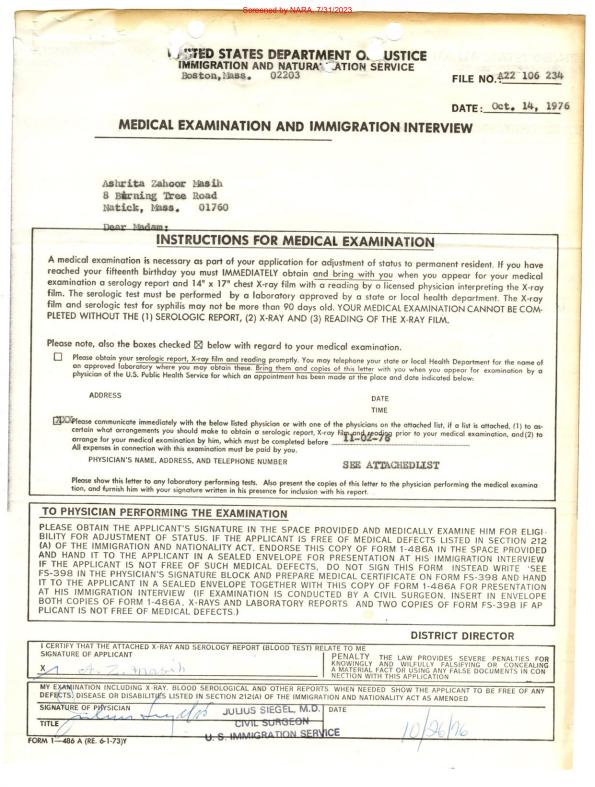 Screened by NARA, 7/31/2023
UNITED STATES DEPARTMENT OF JUSTICE
IMMIGRATION AND NATURALIZATION SERVICE
Boston, Mass. 02203
FILE NO. A22 106 234
DATE: Oct. 14, 1976
MEDICAL EXAMINATION AND IMMIGRATION INTERVIEW
Ashrita Zahoor Masih
8 Burning Tree Road
Natick, Mass. 01760
Dear Madam:
INSTRUCTIONS FOR MEDICAL EXAMINATION
A medical examination is necessary as part of your application for adjustment of status to permanent resident. If you have
reached your fifteenth birthday you must IMMEDIATELY obtain and bring with you when you appear for your medical
examination a serology report and 14" x 17" chest X-ray film with a reading by a licensed physician interpreting the X-ray
film. The serologic test must be performed by a laboratory approved by a state or local health department. The X-ray
film and serologic test for syphilis may not be more than 90 days old. YOUR MEDICAL EXAMINATION CANNOT BE COM-
PLETED WITHOUT THE (1) SEROLOGIC REPORT, (2) X-RAY AND (3) READING OF THE X-RAY FILM.
Please note, also the boxes checked ☒ below with regard to your medical examination.
☐ Please obtain your serologic report, X-ray film and reading promptly. You may telephone your state or local Health Department for the name of
an approved laboratory where you may obtain these. Bring them and copies of this letter with you when you appear for examination by a
physician of the U.S. Public Health Service for which an appointment has been made at the place and date indicated below:
ADDRESS DATE
TIME
☒ Please communicate immediately with the below listed physician or with one of the physicians on the attached list, if a list is attached, (1) to as-
certain what arrangements you should make to obtain a serologic report, X-ray film and reading prior to your medical examination, and (2) to
arrange for your medical examination by him, which must be completed before 11-02-76
All expenses in connection with this examination must be paid by you.
PHYSICIAN'S NAME, ADDRESS, AND TELEPHONE NUMBER SEE ATTACHEDLIST
Please show this letter to any laboratory performing tests. Also present the copies of this letter to the physician performing the medical examina
tion, and furnish him with your signature written in his presence for inclusion with his report.
TO PHYSICIAN PERFORMING THE EXAMINATION
PLEASE OBTAIN THE APPLICANT'S SIGNATURE IN THE SPACE PROVIDED AND MEDICALLY EXAMINE HIM FOR ELIGI-
BILITY FOR ADJUSTMENT OF STATUS. IF THE APPLICANT IS FREE OF MEDICAL DEFECTS LISTED IN SECTION 212
(A) OF THE IMMIGRATION AND NATIONALITY ACT, ENDORSE THIS COPY OF FORM 1-486A IN THE SPACE PROVIDED
AND HAND IT TO THE APPLICANT IN A SEALED ENVELOPE FOR PRESENTATION AT HIS IMMIGRATION INTERVIEW
IF THE APPLICANT IS NOT FREE OF SUCH MEDICAL DEFECTS, DO NOT SIGN THIS FORM INSTEAD WRITE 'SEE
FS-398 IN THE PHYSICIAN'S SIGNATURE BLOCK AND PREPARE MEDICAL CERTIFICATE ON FORM FS-398 AND HAND
IT TO THE APPLICANT IN A SEALED ENVELOPE TOGETHER WITH THIS COPY OF FORM 1-486A FOR PRESENTATION
AT HIS IMMIGRATION INTERVIEW (IF EXAMINATION IS CONDUCTED BY A CIVIL SURGEON, INSERT IN ENVELOPE
BOTH COPIES OF FORM 1-486A, X-RAYS AND LABORATORY REPORTS AND TWO COPIES OF FORM FS-398 IF AP
PLICANT IS NOT FREE OF MEDICAL DEFECTS.)
DISTRICT DIRECTOR
I CERTIFY THAT THE ATTACHED X-RAY AND SEROLOGY REPORT (BLOOD TEST) RELATE TO ME
SIGNATURE OF APPLICANT
X A. Z. Masih
PENALTY THE LAW PROVIDES SEVERE PENALTIES FOR
KNOWINGLY AND WILFULLY FALSIFYING OR CONCEALING
A MATERIAL FACT OR USING ANY FALSE DOCUMENTS IN CON
NECTION WITH THIS APPLICATION
MY EXAMINATION INCLUDING X-RAY, BLOOD SEROLOGICAL AND OTHER REPORTS WHEN NEEDED SHOW THE APPLICANT TO BE FREE OF ANY
DEFECTS, DISEASE OR DISABILITIES LISTED IN SECTION 212(A) OF THE IMMIGRATION AND NATIONALITY ACT AS AMENDED
SIGNATURE OF PHYSICIAN JULIUS SIEGEL, M.D. DATE
TITLE CIVIL SURGEON
U. S. IMMIGRATION SERVICE 10/26/76
FORM 1—486 A (RE. 6-1-73)Y